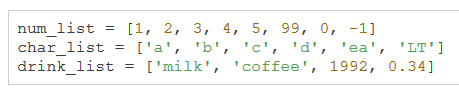 num_list = [1, 2, 3, 4, 5, 99, 0, -1]
char_list = ['a', 'b', 'c', 'd', 'ea', 'LT']
drink_list = ['milk', 'coffee', 1992, 0.34]